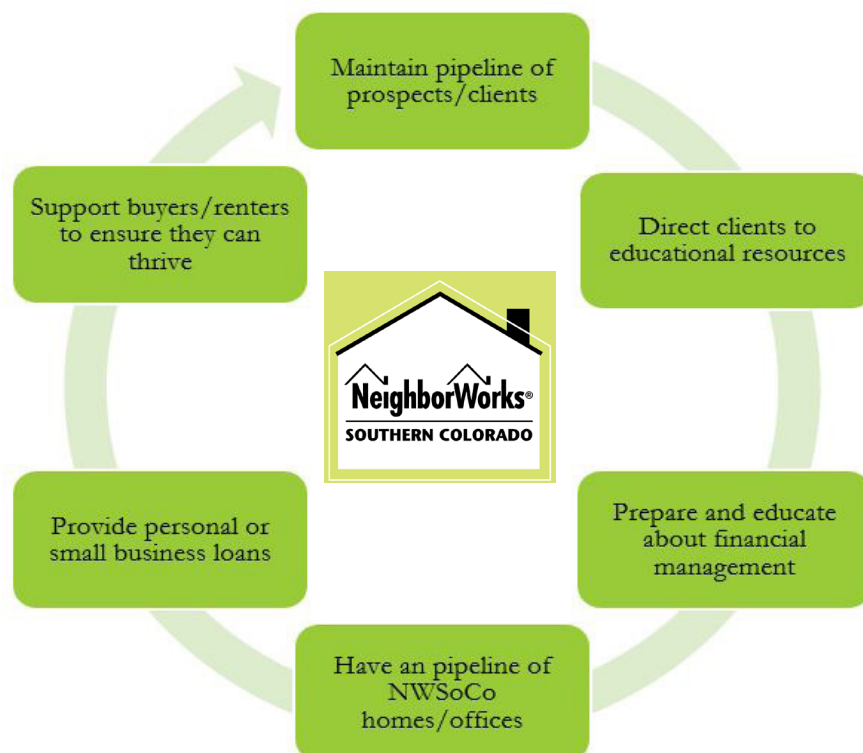 Maintain pipeline of
prospects/clients
Direct clients to
educational resources
Prepare and educate
about financial
management
Have an pipeline of
NWSoCo
homes/offices
Provide personal or
small business loans
Support buyers/renters
to ensure they can
thrive
NeighborWorks®
SOUTHERN COLORADO